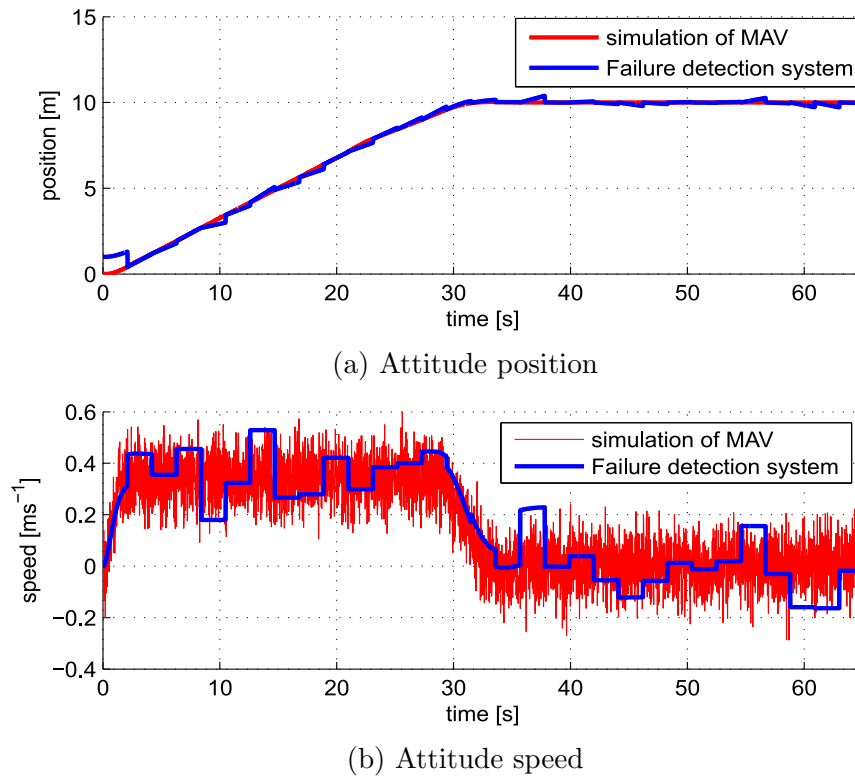 15
simulation of MAV
Failure detection system
10
position [m]
5
0
0 10 20 30 40 50 60
time [s]
(a) Attitude position
0.6
simulation of MAV
Failure detection system
0.4
speed [ms⁻¹]
0.2
0
−0.2
−0.4
0 10 20 30 40 50 60
time [s]
(b) Attitude speed